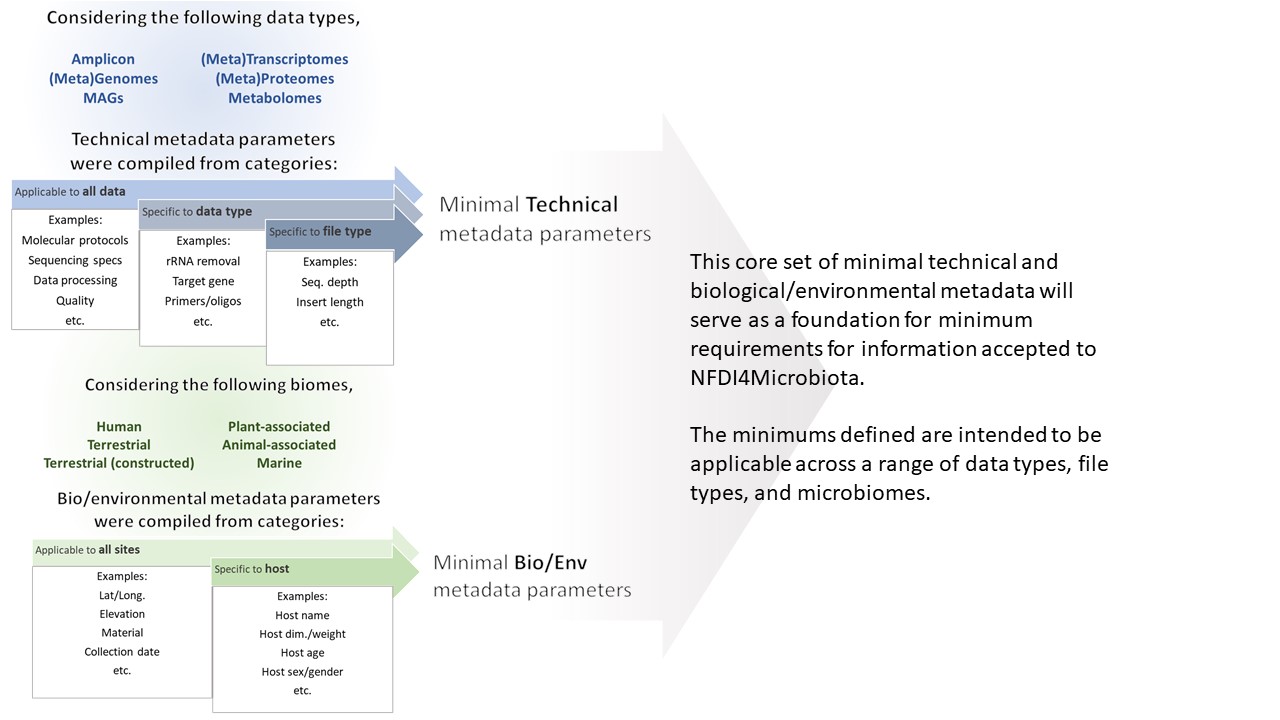 Considering the following data types,
Amplicon
(Meta)Genomes
MAGs
(Meta)Transcriptomes
(Meta)Proteomes
Metabolomes
Technical metadata parameters
were compiled from categories:
Applicable to all data
Examples:
Molecular protocols
Sequencing specs
Data processing
Quality
etc.
Specific to data type
Examples:
rRNA removal
Target gene
Primers/oligos
etc.
Specific to file type
Examples:
Seq. depth
Insert length
etc.
Minimal Technical
metadata parameters
Considering the following biomes,
Human
Terrestrial
Terrestrial (constructed)
Plant-associated
Animal-associated
Marine
Bio/environmental metadata parameters
were compiled from categories:
Applicable to all sites
Examples:
Lat/Long.
Elevation
Material
Collection date
etc.
Specific to host
Examples:
Host name
Host dim./weight
Host age
Host sex/gender
etc.
Minimal Bio/Env
metadata parameters
This core set of minimal technical and
biological/environmental metadata will
serve as a foundation for minimum
requirements for information accepted to
NFDI4Microbiota.
The minimums defined are intended to be
applicable across a range of data types, file
types, and microbiomes.